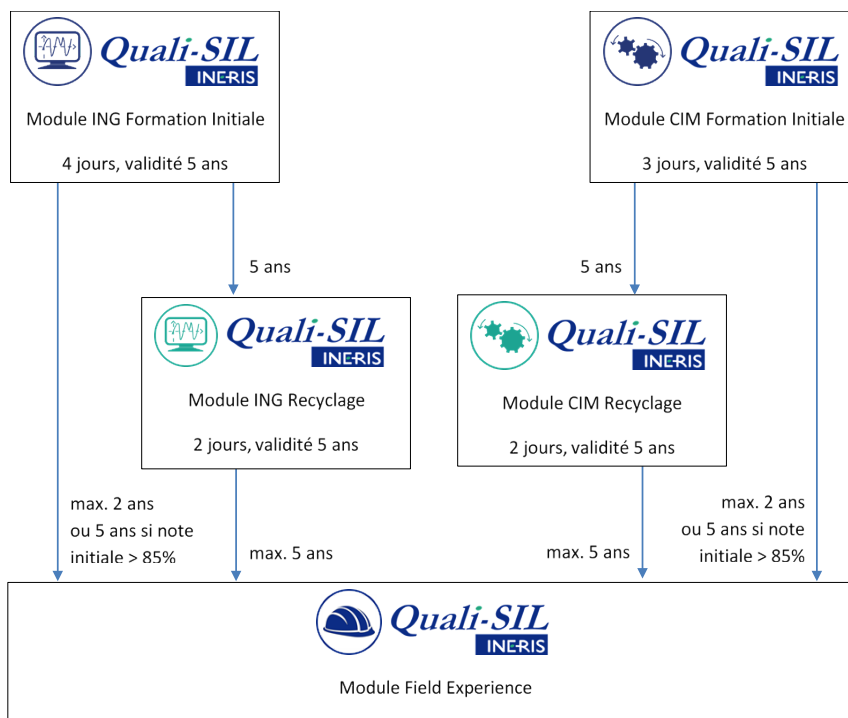 Quali-SIL
INERIS
Module ING Formation Initiale
4 jours, validité 5 ans
Quali-SIL
INERIS
Module CIM Formation Initiale
3 jours, validité 5 ans
5 ans
5 ans
Quali-SIL
INERIS
Module ING Recyclage
2 jours, validité 5 ans
Quali-SIL
INERIS
Module CIM Recyclage
2 jours, validité 5 ans
max. 2 ans
ou 5 ans si note
initiale > 85%
max. 5 ans
max. 5 ans
max. 2 ans
ou 5 ans si note
initiale > 85%
Quali-SIL
INERIS
Module Field Experience